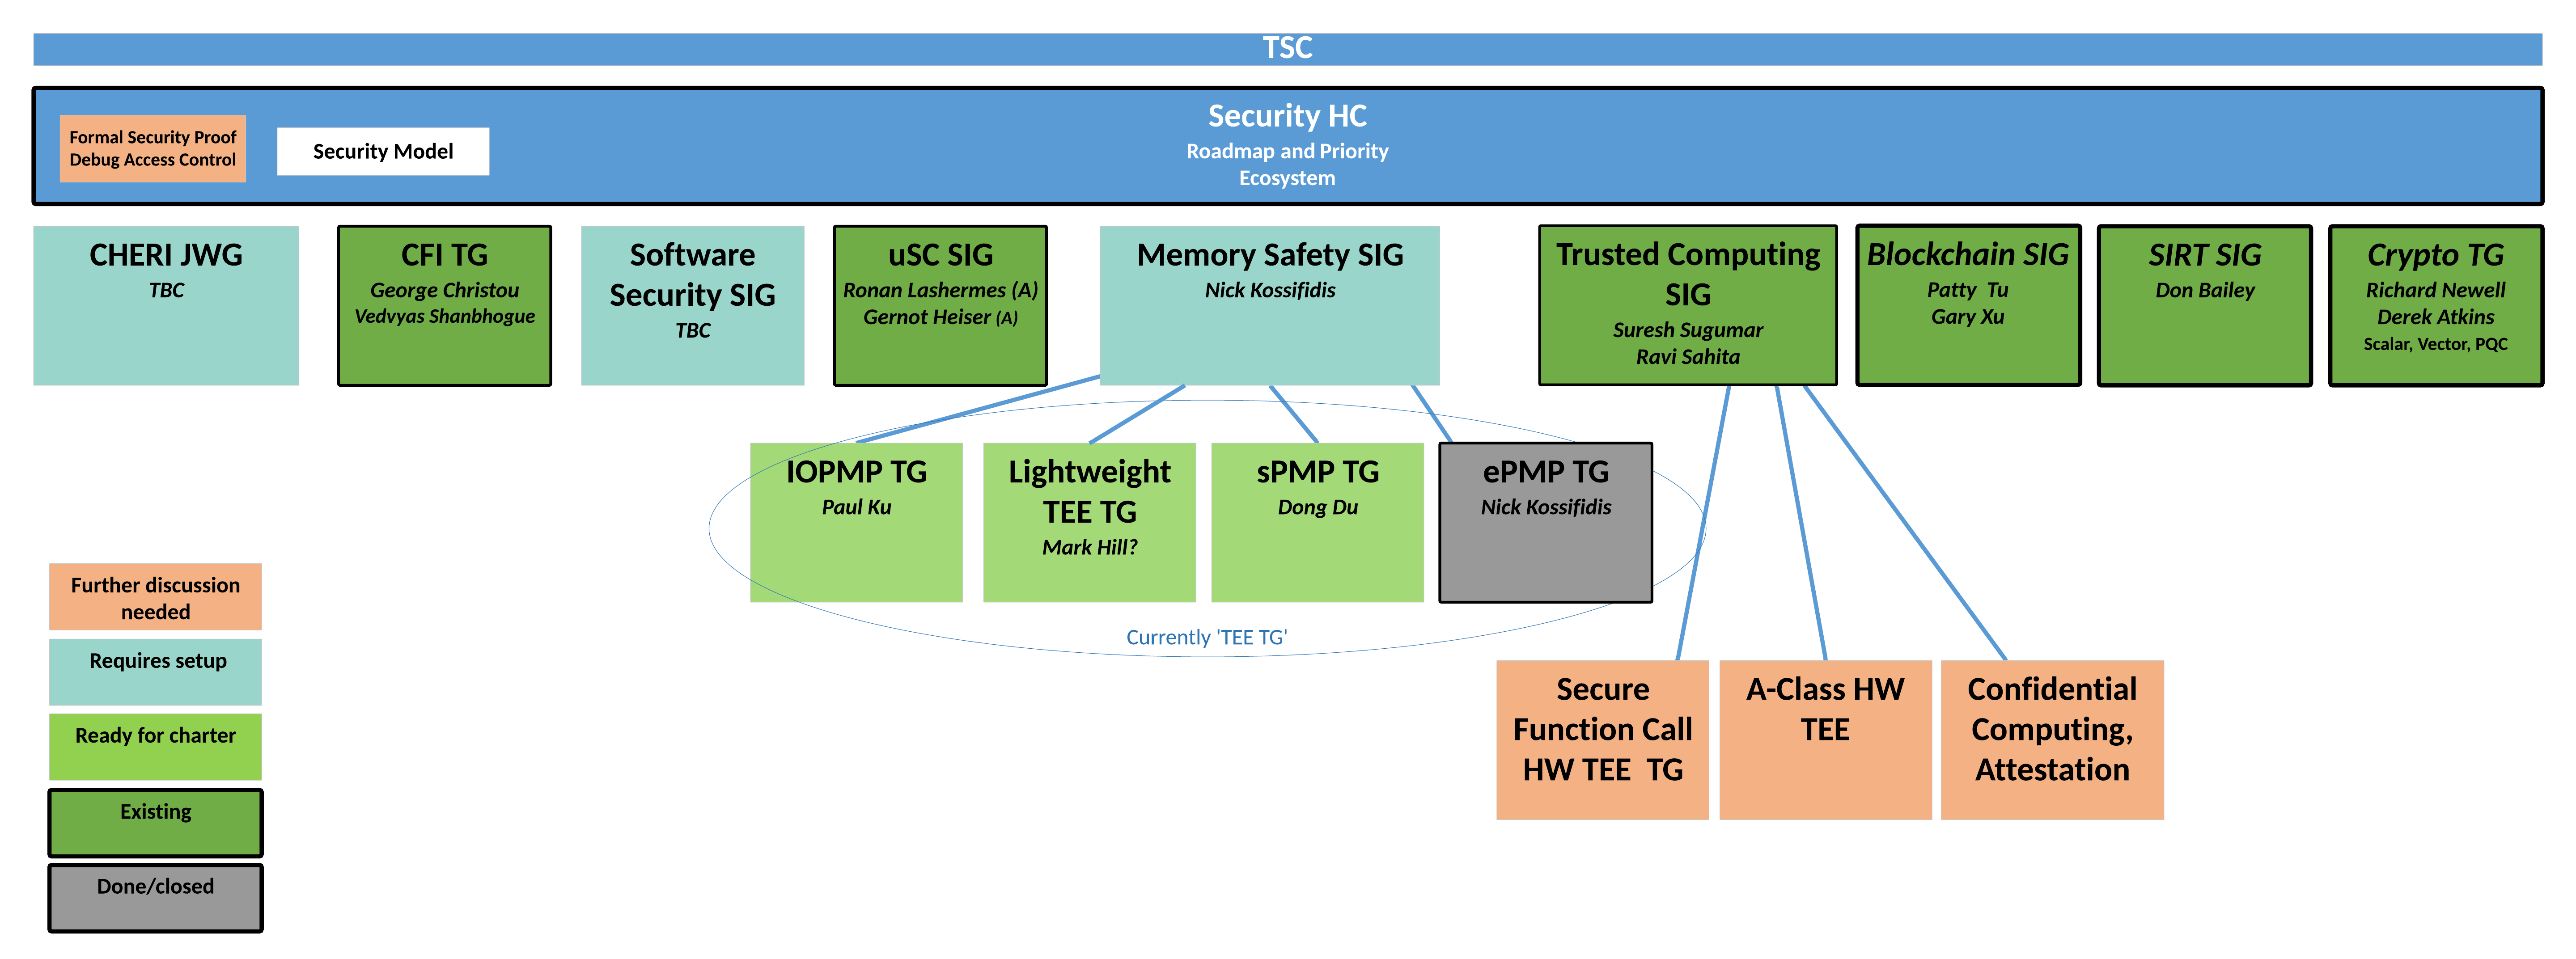 TSC
Security HC
Roadmap and Priority
Ecosystem
Formal Security Proof
Debug Access Control
Security Model
CHERI JWG
TBC
CFI TG
George Christou
Vedvyas Shanbhogue
Software
Security SIG
TBC
uSC SIG
Ronan Lashermes (A)
Gernot Heiser (A)
Memory Safety SIG
Nick Kossifidis
Trusted Computing
SIG
Suresh Sugumar
Ravi Sahita
Blockchain SIG
Patty Tu
Gary Xu
SIRT SIG
Don Bailey
Crypto TG
Richard Newell
Derek Atkins
Scalar, Vector, PQC
IOPMP TG
Paul Ku
Lightweight
TEE TG
Mark Hill?
sPMP TG
Dong Du
ePMP TG
Nick Kossifidis
Currently 'TEE TG'
Secure
Function Call
HW TEE TG
A-Class HW
TEE
Confidential
Computing,
Attestation
Further discussion
needed
Requires setup
Ready for charter
Existing
Done/closed